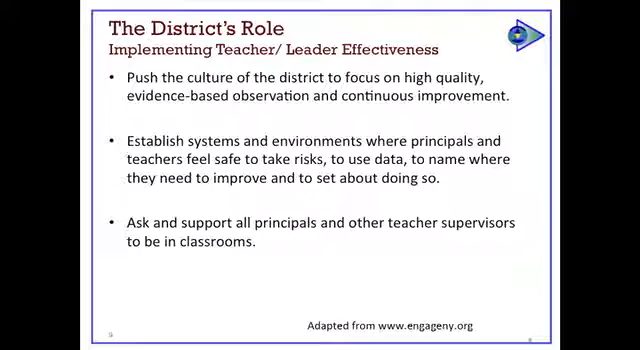 The District's Role
Implementing Teacher/ Leader Effectiveness
• Push the culture of the district to focus on high quality,
evidence-based observation and continuous improvement.
• Establish systems and environments where principals and
teachers feel safe to take risks, to use data, to name where
they need to improve and to set about doing so.
• Ask and support all principals and other teacher supervisors
to be in classrooms.
Adapted from www.engageny.org